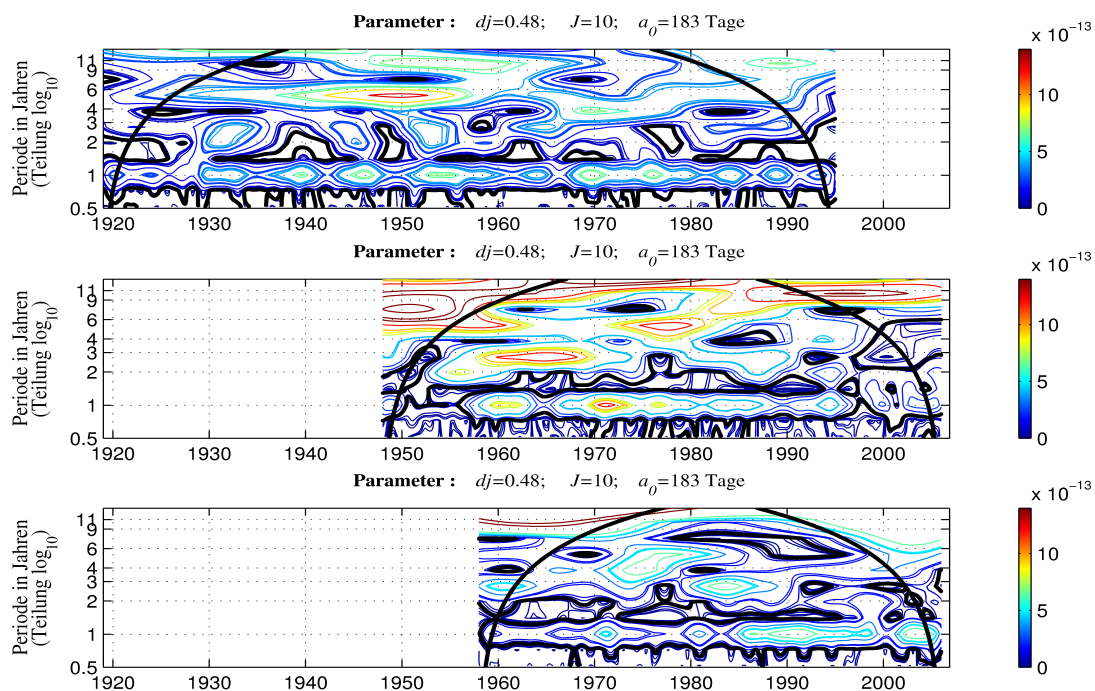 Parameter : dj=0.48; J=10; a0=183 Tage
x 10-13
Periode in Jahren
(Teilung log10)
11
9
6
4
3
2
1
0.5
1920 1930 1940 1950 1960 1970 1980 1990 2000
10
5
0
Parameter : dj=0.48; J=10; a0=183 Tage
x 10-13
Periode in Jahren
(Teilung log10)
11
9
6
4
3
2
1
0.5
1920 1930 1940 1950 1960 1970 1980 1990 2000
10
5
0
Parameter : dj=0.48; J=10; a0=183 Tage
x 10-13
Periode in Jahren
(Teilung log10)
11
9
6
4
3
2
1
0.5
1920 1930 1940 1950 1960 1970 1980 1990 2000
10
5
0